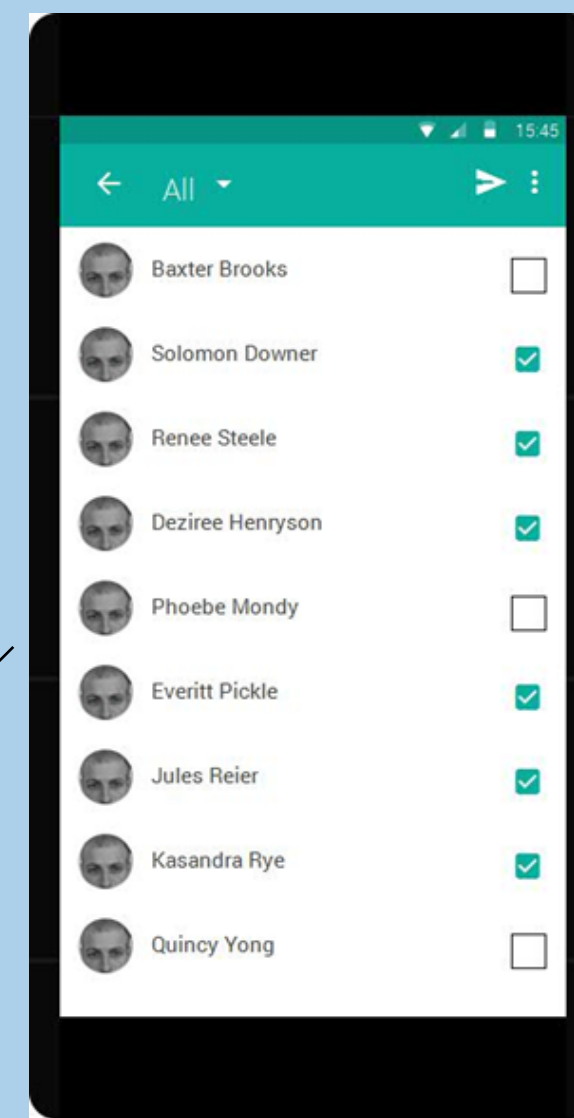 15:45
All
Baxter Brooks
Solomon Downer
Renee Steele
Deziree Henryson
Phoebe Mondy
Everitt Pickle
Jules Reier
Kasandra Rye
Quincy Yong